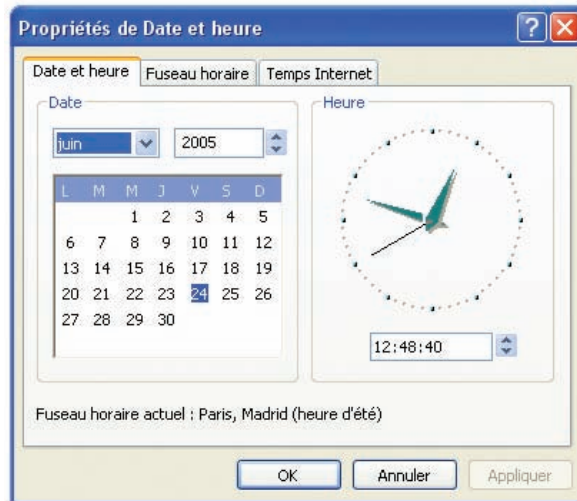 Propriétés de Date et heure
Date et heure
Fuseau horaire
Temps Internet
Date
juin
2005
L M M J V S D
1 2 3 4 5
6 7 8 9 10 11 12
13 14 15 16 17 18 19
20 21 22 23 24 25 26
27 28 29 30
Heure
12:48:40
Fuseau horaire actuel : Paris, Madrid (heure d'été)
OK
Annuler
Appliquer